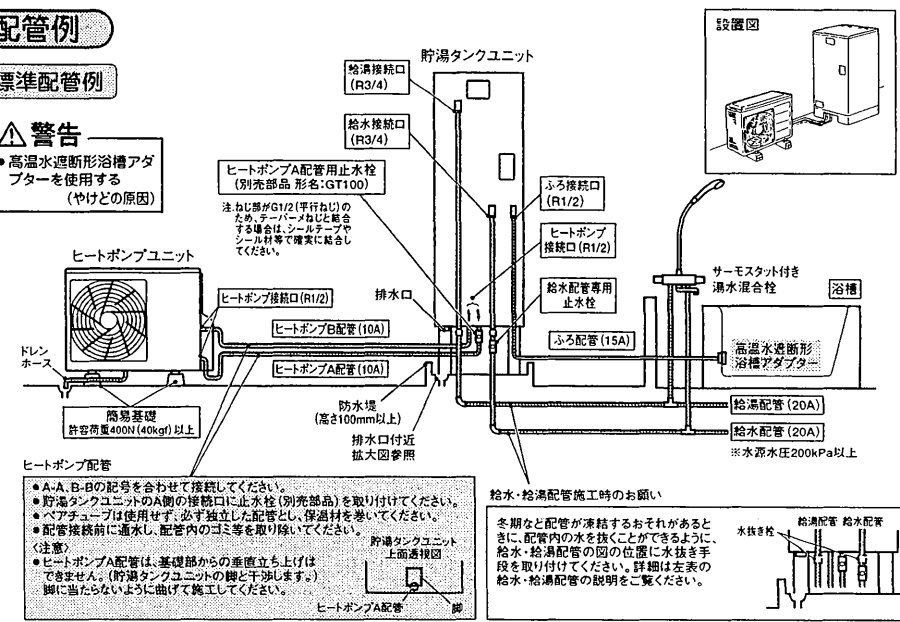 配管例
標準配管例
警告
●高温水遮断形浴槽アダ
プターを使用する
(やけどの原因)
設置図
貯湯タンクユニット
給湯接続口
(R3/4)
給水接続口
(R3/4)
ヒートポンプA配管用止水栓
(別売部品 形名:GT100)
注.ねじ部がG1/2(平行ねじ)の
ため、テーパーメねじと結合
する場合は、シールテープや
シール材等で確実に結合し
てください。
ふろ接続口
(R1/2)
ヒートポンプ
接続口(R1/2)
給水配管専用
止水栓
サーモスタット付き
湯水混合栓
浴槽
ヒートポンプユニット
ヒートポンプ接続口(R1/2)
排水口
ヒートポンプB配管(10A)
ふろ配管(15A)
高温水遮断形
浴槽アダプター
ドレン
ホース
ヒートポンプA配管(10A)
簡易基礎
許容荷重400N(40kgf)以上
防水堤
(高さ100mm以上)
排水口付近
拡大図参照
給湯配管(20A)
給水配管(20A)
※水源水圧200kPa以上
ヒートポンプ配管
●A-A、B-Bの記号を合わせて接続してください。
●貯湯タンクユニットのA側の接続口に止水栓(別売部品)を取り付けてください。
●ペアチューブは使用せず、必ず独立した配管とし、保温材を巻いてください。
●配管接続前に通水し、配管内のゴミ等を取り除いてください。
〈注意〉
●ヒートポンプA配管は、基礎部からの垂直立ち上げは
できません。(貯湯タンクユニットの脚と干渉します。)
脚に当たらないように曲げて施工してください。
貯湯タンクユニット
上面透視図
ヒートポンプA配管
脚
給水・給湯配管施工時のお願い
冬期など配管が凍結するおそれがあると
きに、配管内の水を抜くことができるように、
給水・給湯配管の図の位置に水抜き手
段を取り付けてください。詳細は左表の
給水・給湯配管の説明をご覧ください。
水抜き栓
給湯配管
給水配管